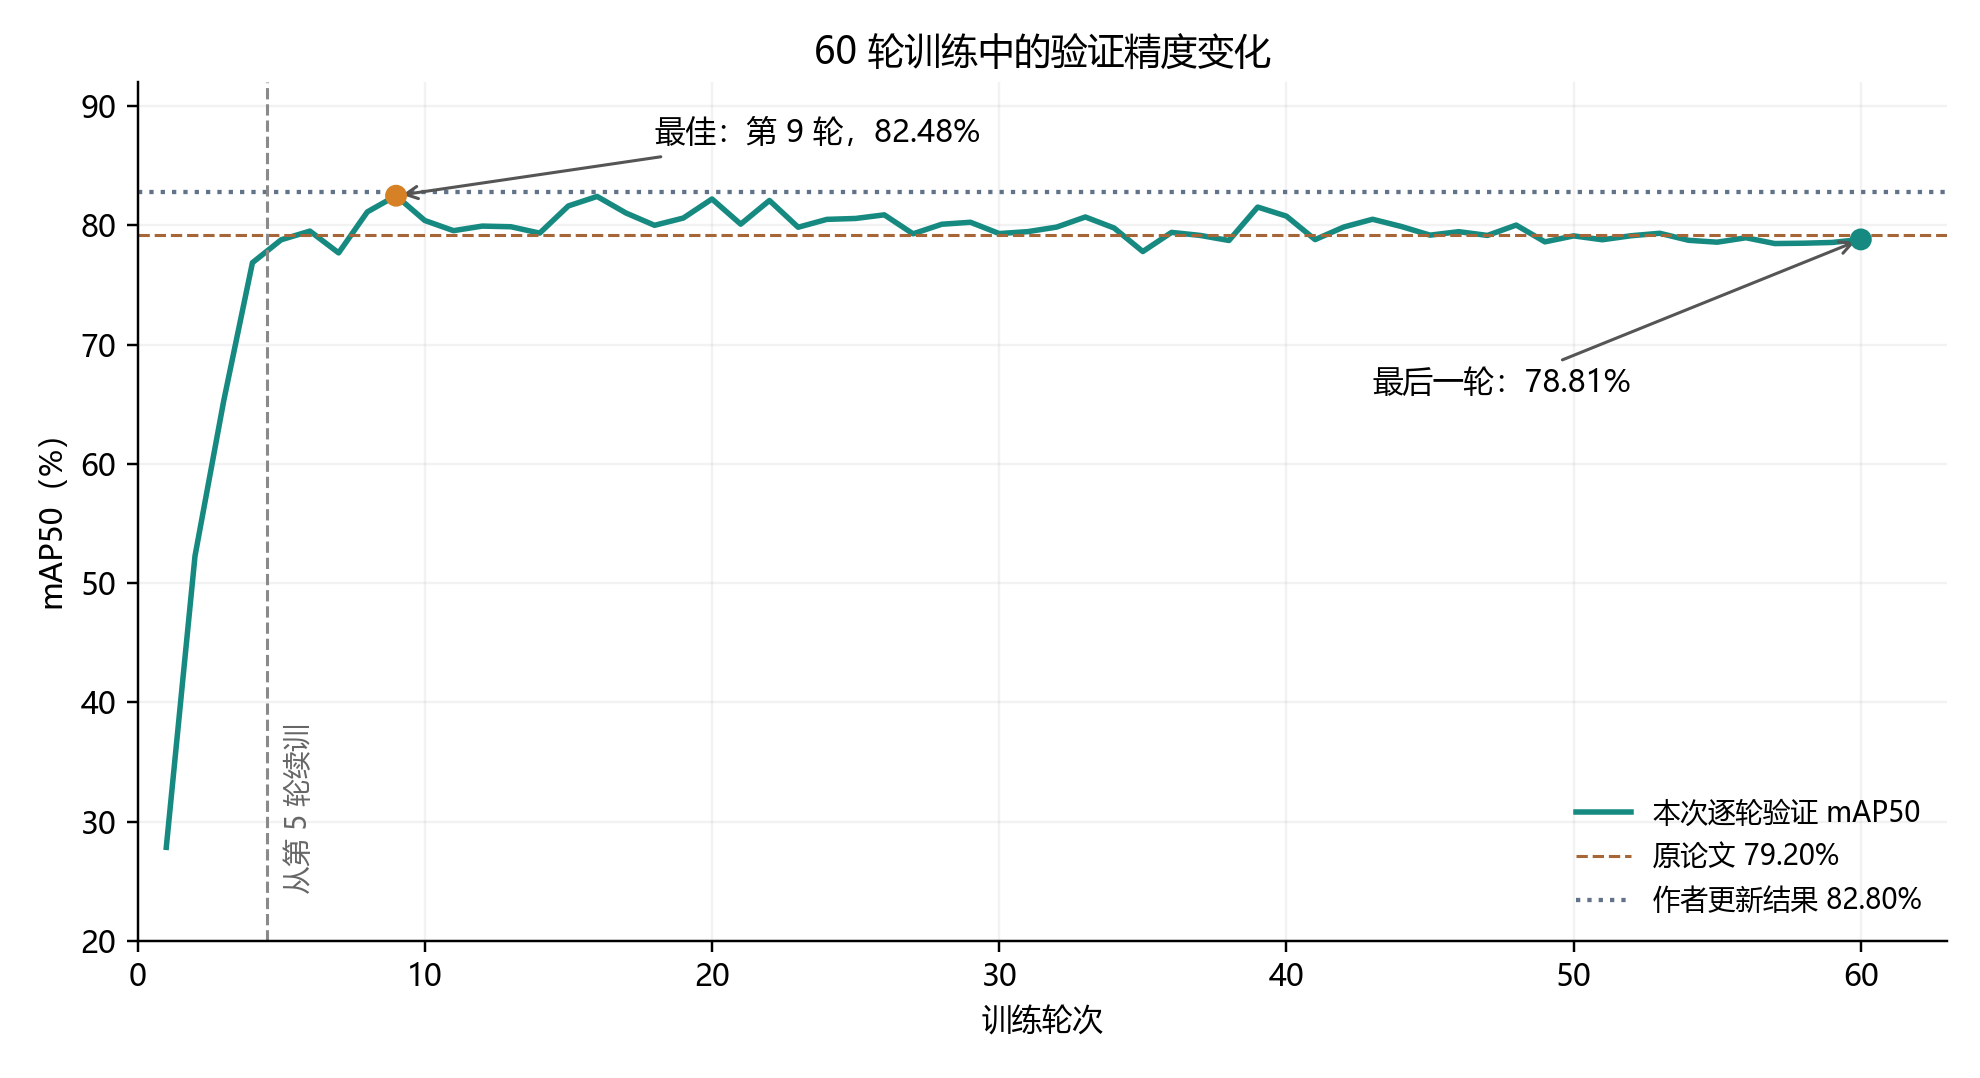 60 轮训练中的验证精度变化
90
80
70
60
50
40
30
20
mAP50（%）
最佳：第 9 轮，82.48%
最后一轮：78.81%
从第 5 轮续训
本次逐轮验证 mAP50
原论文 79.20%
作者更新结果 82.80%
0 10 20 30 40 50 60
训练轮次